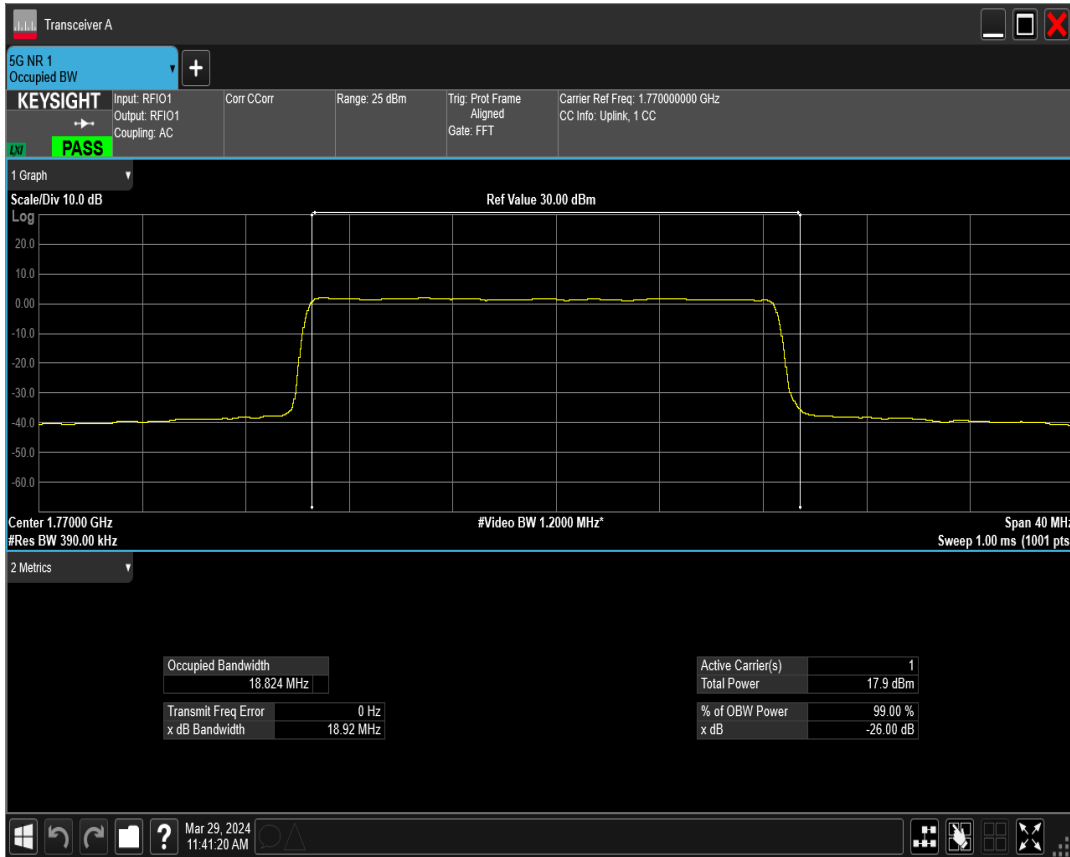 Transceiver A
5G NR 1
Occupied BW
+
KEYSIGHT
LXI
PASS
Input: RFIO1
Output: RFIO1
Coupling: AC
Corr CCorr
Range: 25 dBm
Trig: Prot Frame
Aligned
Gate: FFT
Carrier Ref Freq: 1.770000000 GHz
CC Info: Uplink, 1 CC
1 Graph
Scale/Div 10.0 dB
Ref Value 30.00 dBm
Log
20.0
10.0
0.00
-10.0
-20.0
-30.0
-40.0
-50.0
-60.0
Center 1.77000 GHz
#Video BW 1.2000 MHz*
Span 40 MHz
#Res BW 390.00 kHz
Sweep 1.00 ms (1001 pts
2 Metrics
Occupied Bandwidth
18.824 MHz
Transmit Freq Error 0 Hz
x dB Bandwidth 18.92 MHz
Active Carrier(s) 1
Total Power 17.9 dBm
% of OBW Power 99.00 %
x dB -26.00 dB
?
Mar 29, 2024
11:41:20 AM